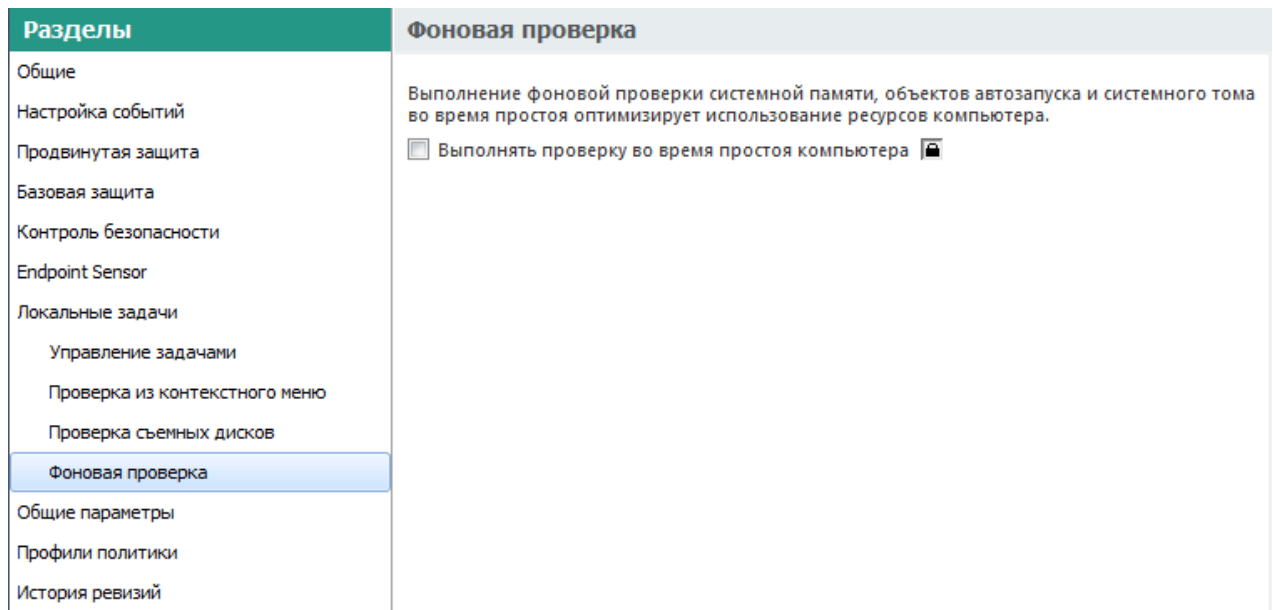 Разделы
Общие
Настройка событий
Продвинутая защита
Базовая защита
Контроль безопасности
Endpoint Sensor
Локальные задачи
Управление задачами
Проверка из контекстного меню
Проверка съемных дисков
Фоновая проверка
Общие параметры
Профили политики
История ревизий
Фоновая проверка
Выполнение фоновой проверки системной памяти, объектов автозапуска и системного тома
во время простоя оптимизирует использование ресурсов компьютера.
Выполнять проверку во время простоя компьютера